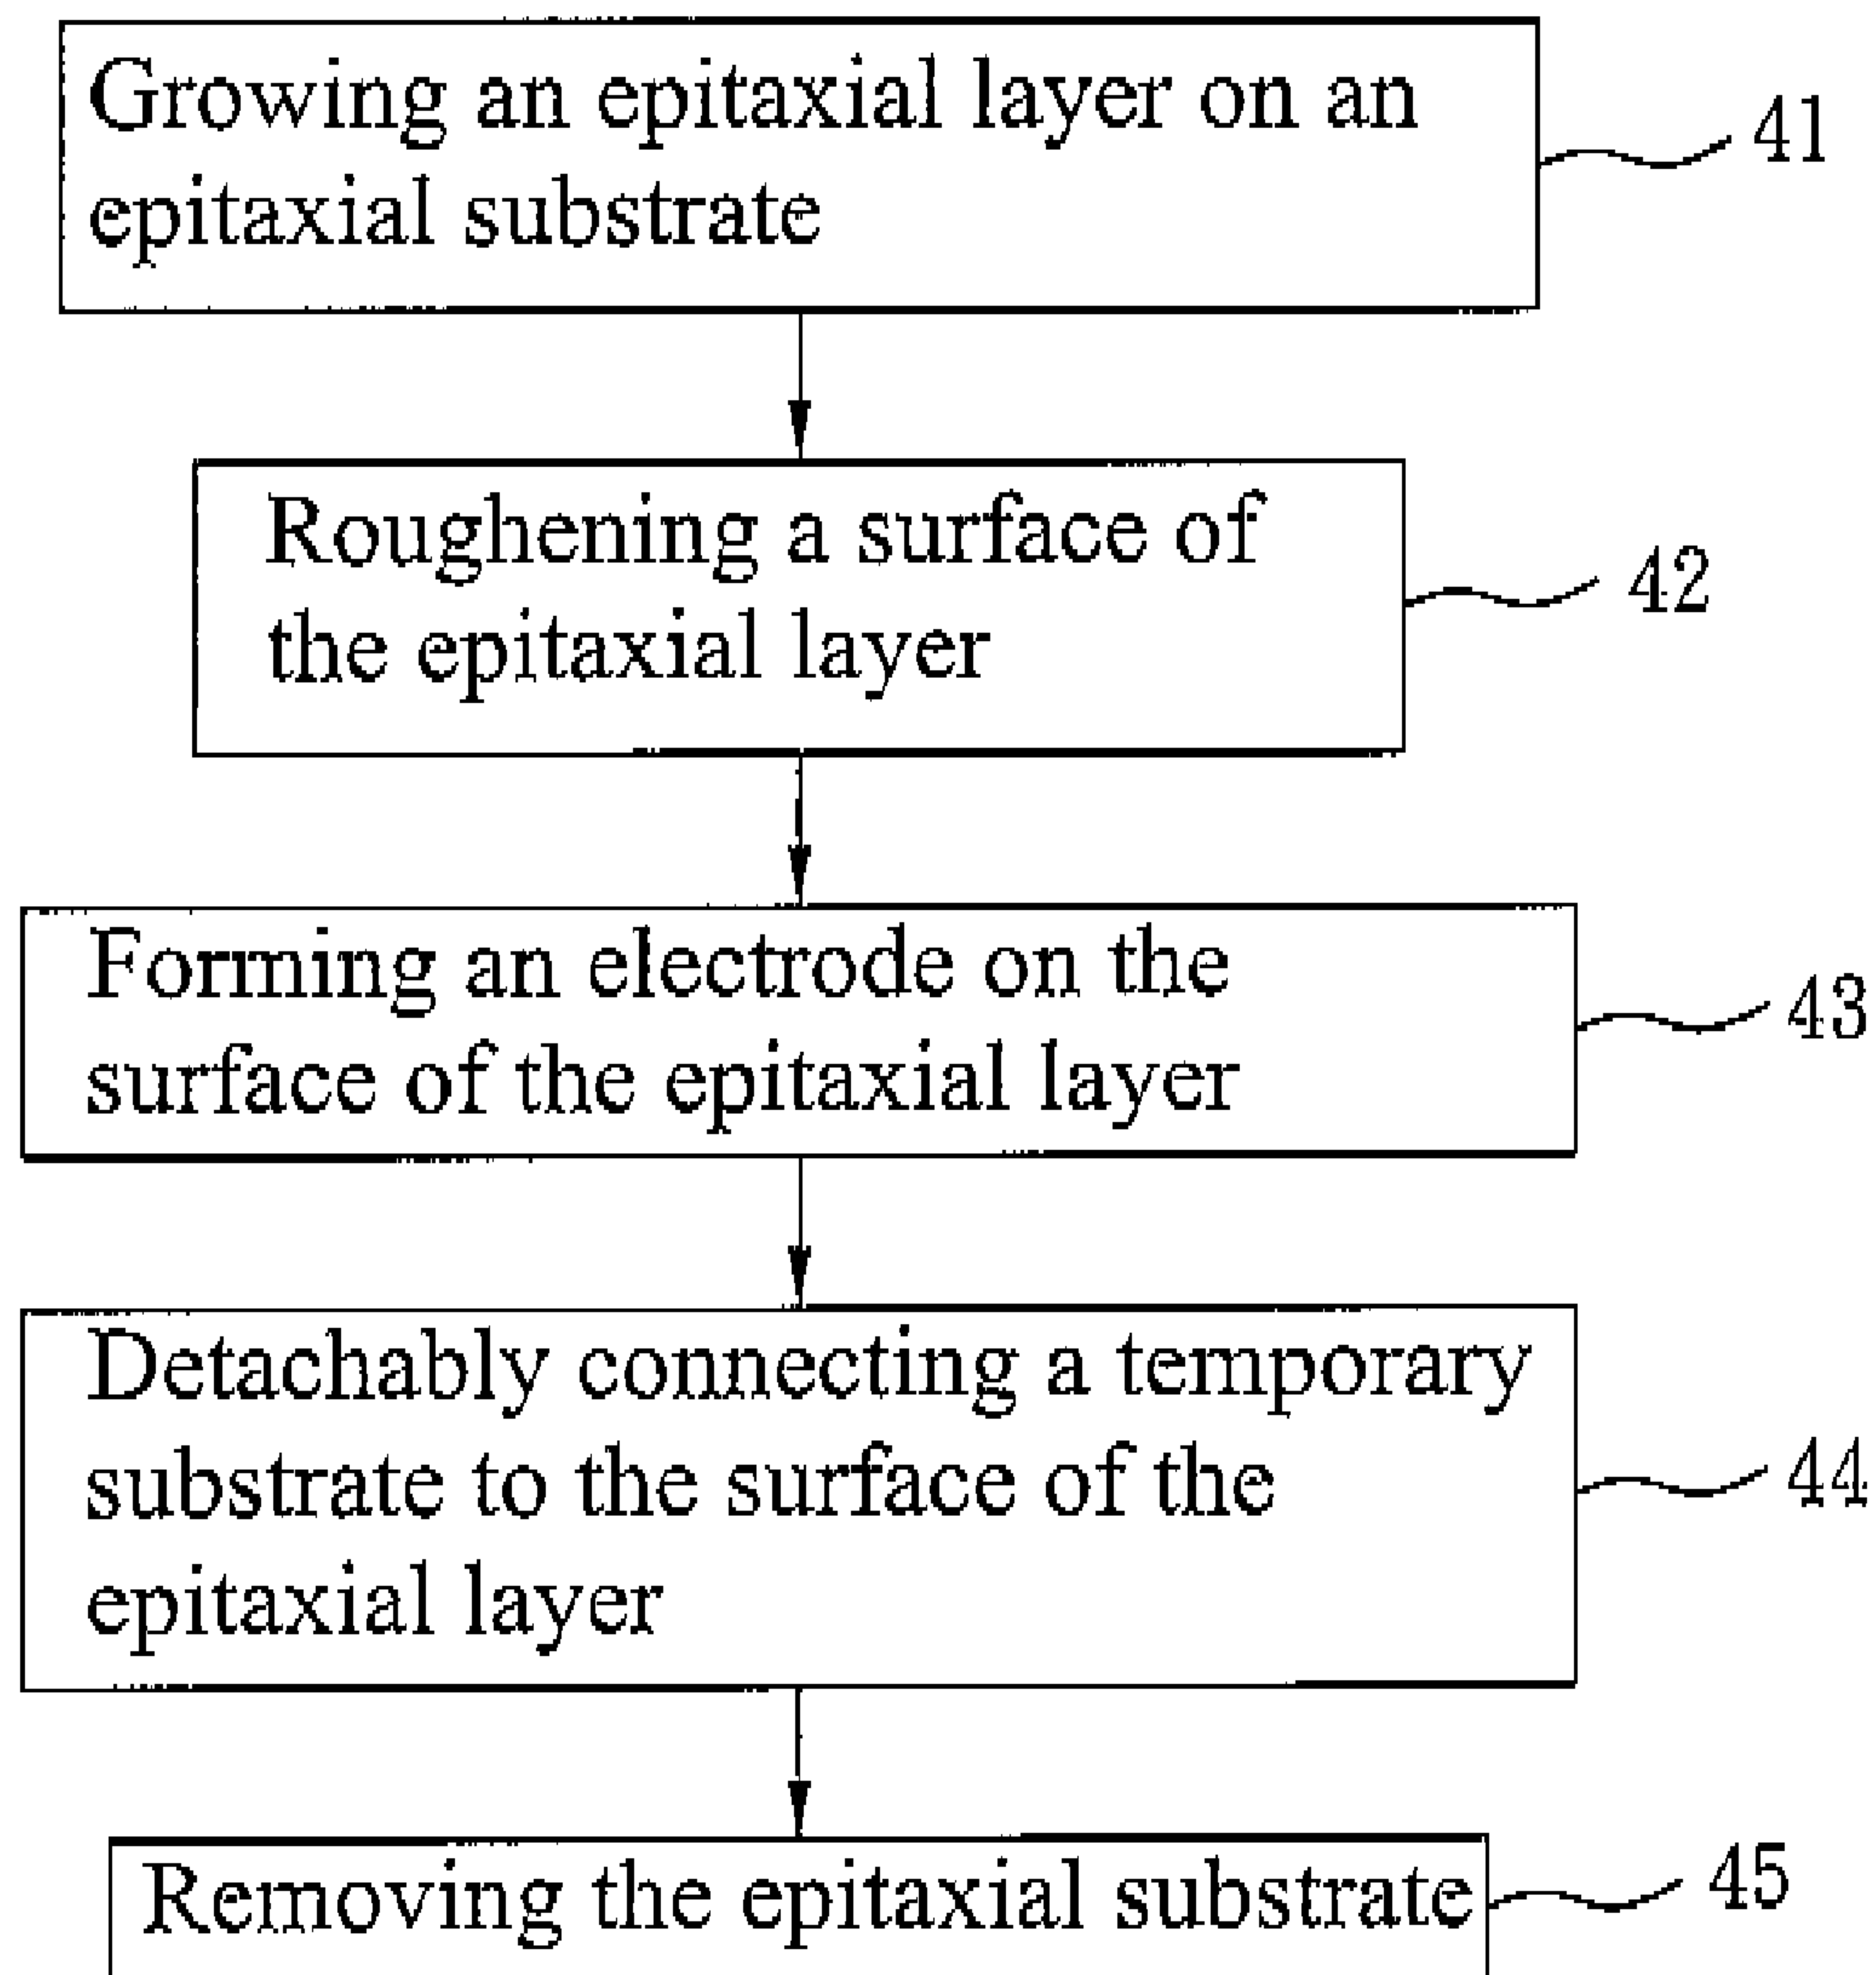 Growing an epitaxial layer on an
epitaxial substrate
41
Roughening a surface of
the epitaxial layer
42
Forming an electrode on the
surface of the epitaxial layer
43
Detachably connecting a temporary
substrate to the surface of the
epitaxial layer
44
Removing the epitaxial substrate
45